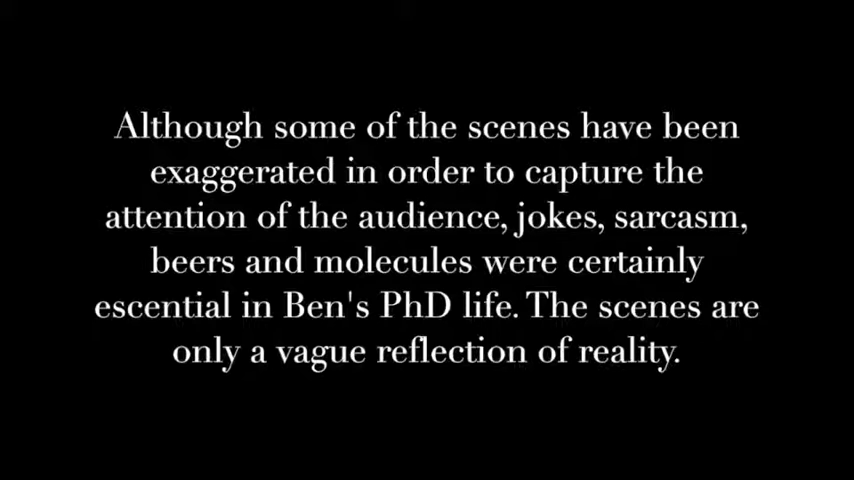 Although some of the scenes have been
exaggerated in order to capture the
attention of the audience, jokes, sarcasm,
beers and molecules were certainly
escential in Ben's PhD life. The scenes are
only a vague reflection of reality.